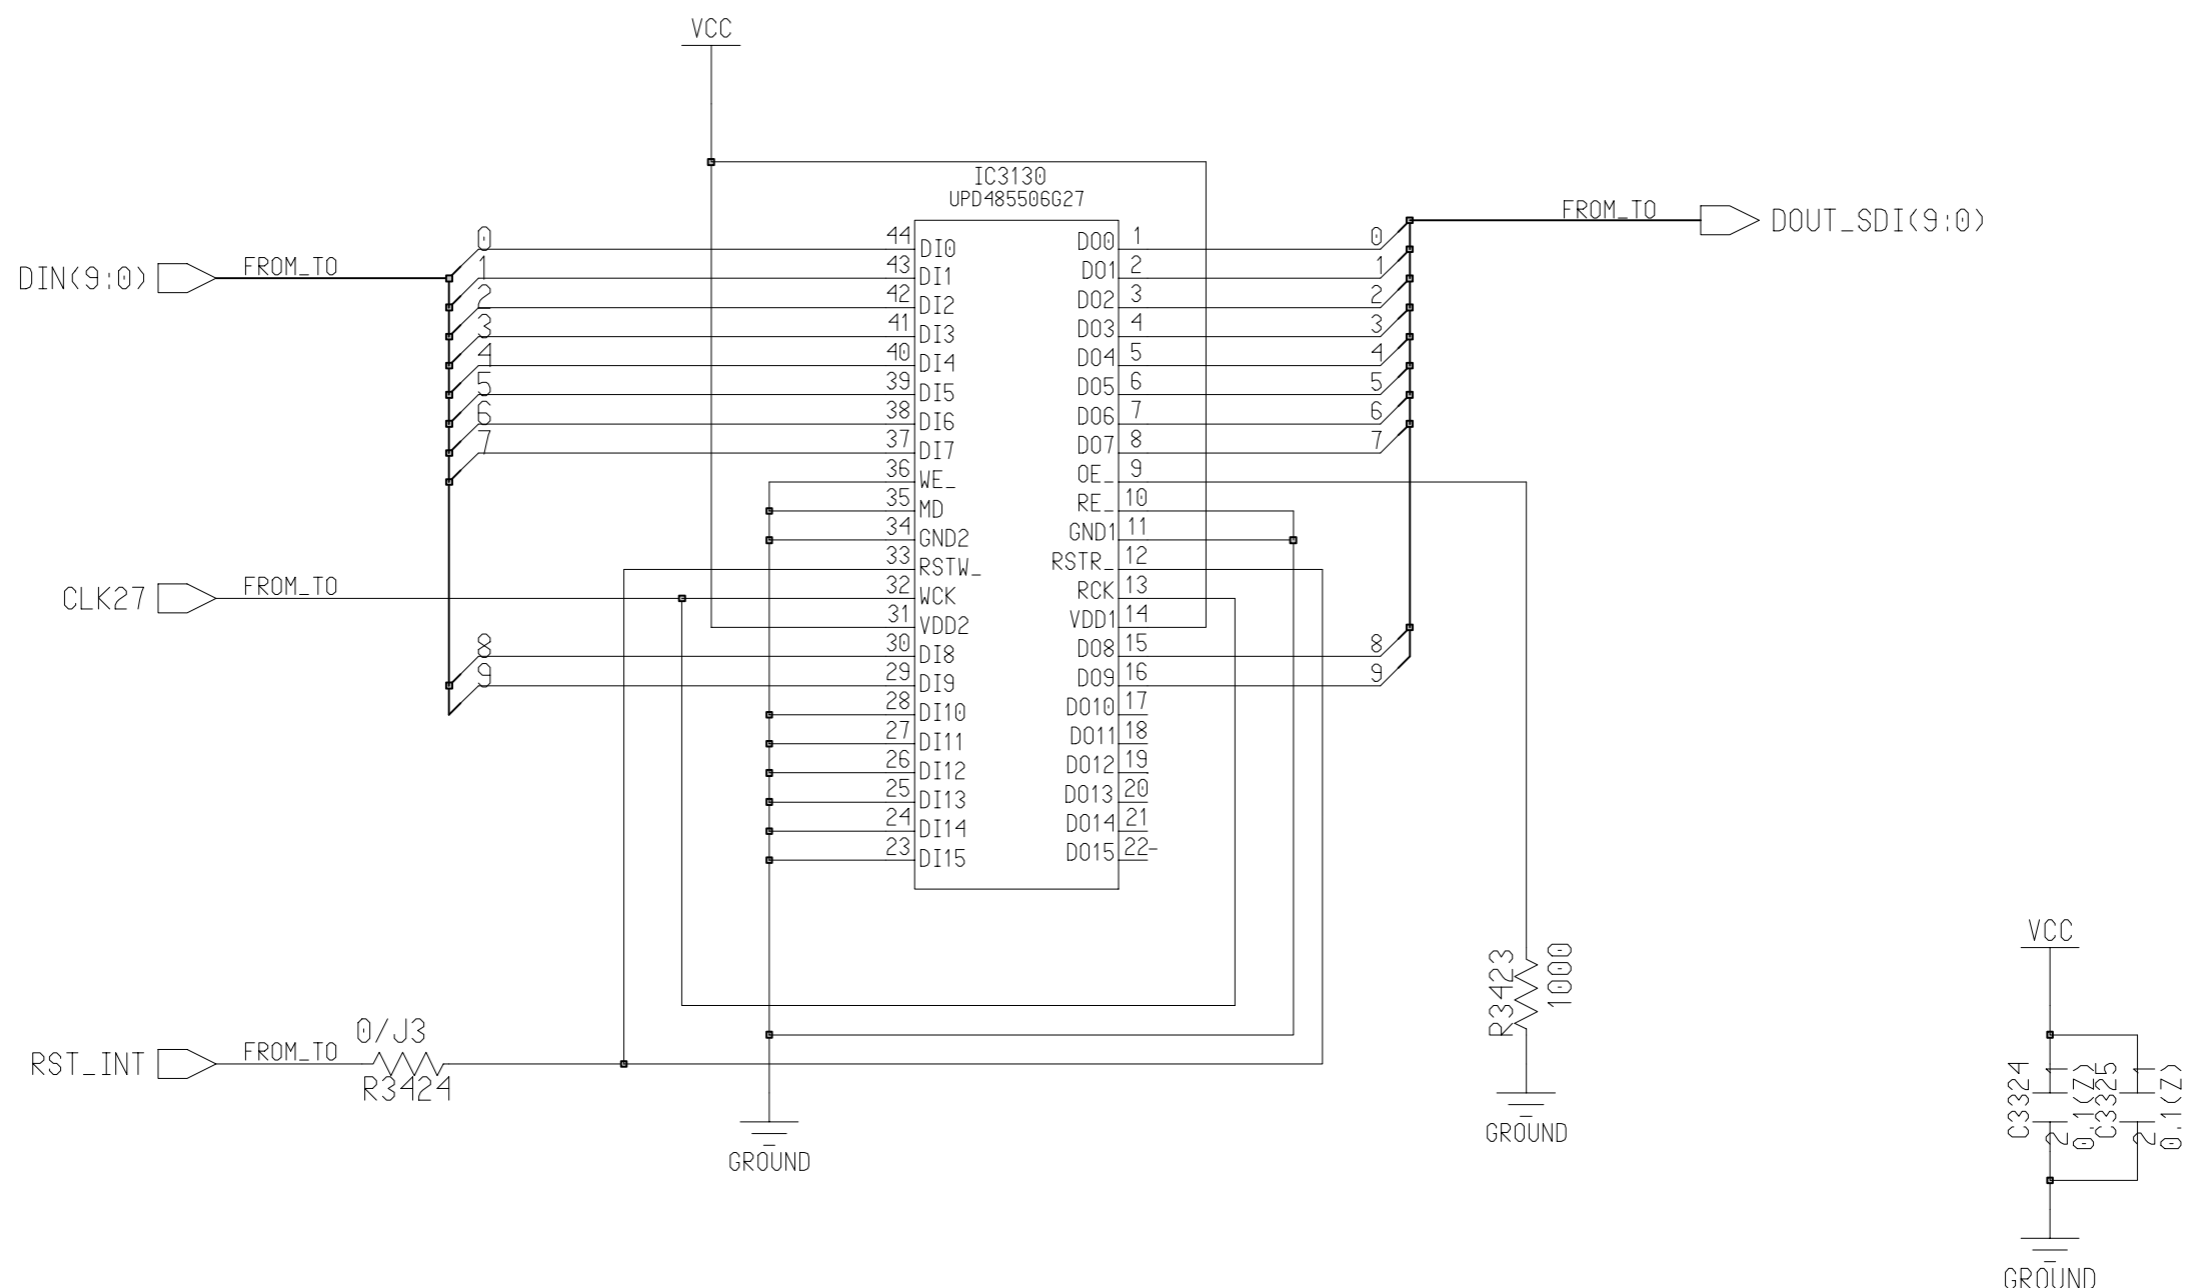 VCC
IC3130
UPD485506G27
DIN(9:0) FROM_TO
FROM_TO DOUT_SDI(9:0)
0 44 DI0 DO0 1 0
1 43 DI1 DO1 2 1
2 42 DI2 DO2 3 2
3 41 DI3 DO3 4 3
4 40 DI4 DO4 5 4
5 39 DI5 DO5 6 5
6 38 DI6 DO6 7 6
7 37 DI7 DO7 8 7
36 WE_ OE_ 9
35 MD RE_ 10
34 GND2 GND1 11
33 RSTW_ RSTR_ 12
CLK27 FROM_TO 32 WCK RCK 13
31 VDD2 VDD1 14
8 30 DI8 DO8 15 8
9 29 DI9 DO9 16 9
28 DI10 DO10 17
27 DI11 DO11 18
26 DI12 DO12 19
25 DI13 DO13 20
24 DI14 DO14 21
23 DI15 DO15 22-
R3423 1000
GROUND
0/J3
RST_INT FROM_TO
R3424
GROUND
VCC
C3324 1 2 0.1(Z)
C3325 1 2 0.1(Z)
GROUND